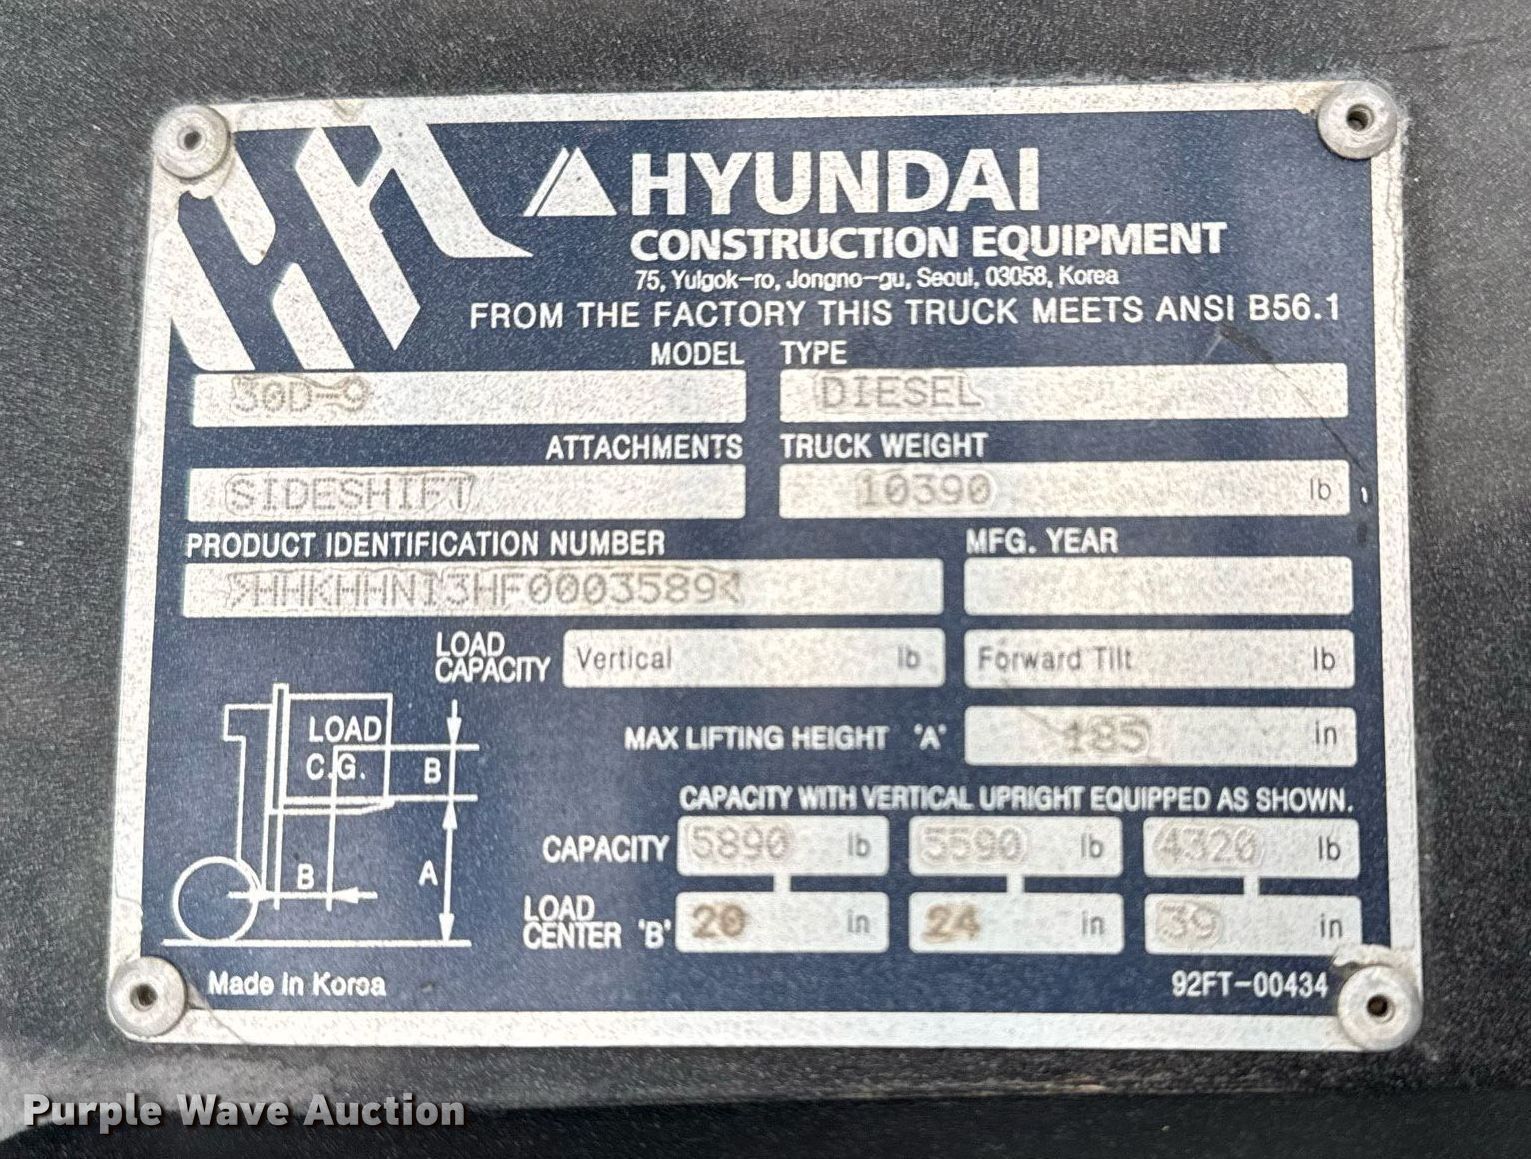 HYUNDAI
CONSTRUCTION EQUIPMENT
75, Yulgok-ro, Jongno-gu, Seoul, 03058, Korea
FROM THE FACTORY THIS TRUCK MEETS ANSI B56.1
MODEL TYPE
30D-9 DIESEL
ATTACHMENTS TRUCK WEIGHT
SIDESHIFT 10390 lb
PRODUCT IDENTIFICATION NUMBER MFG. YEAR
>HHKHHN13HF0003589<
LOAD CAPACITY Vertical lb Forward Tilt lb
MAX LIFTING HEIGHT 'A' 185 in
LOAD
C.G.
B
B
A
CAPACITY WITH VERTICAL UPRIGHT EQUIPPED AS SHOWN.
CAPACITY 5890 lb 5590 lb 4320 lb
LOAD CENTER 'B' 20 in 24 in 39 in
Made in Korea 92FT-00434
Purple Wave Auction